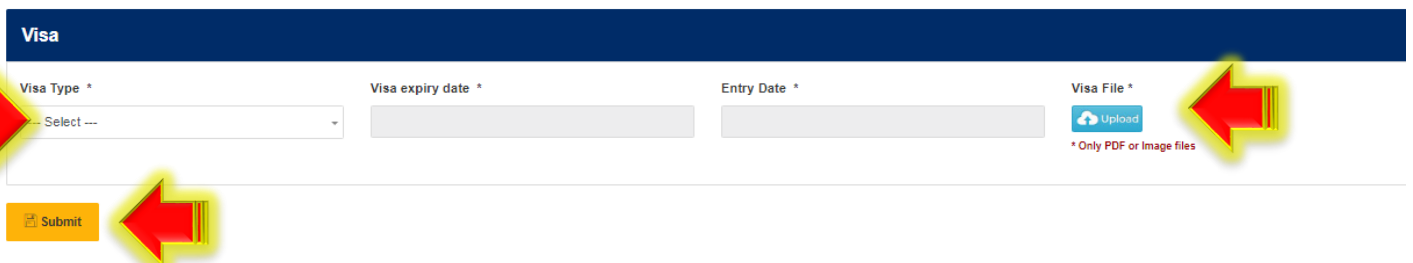 Visa
Visa Type *
Visa expiry date *
Entry Date *
Visa File *
--- Select ---
Upload
* Only PDF or Image files
Submit